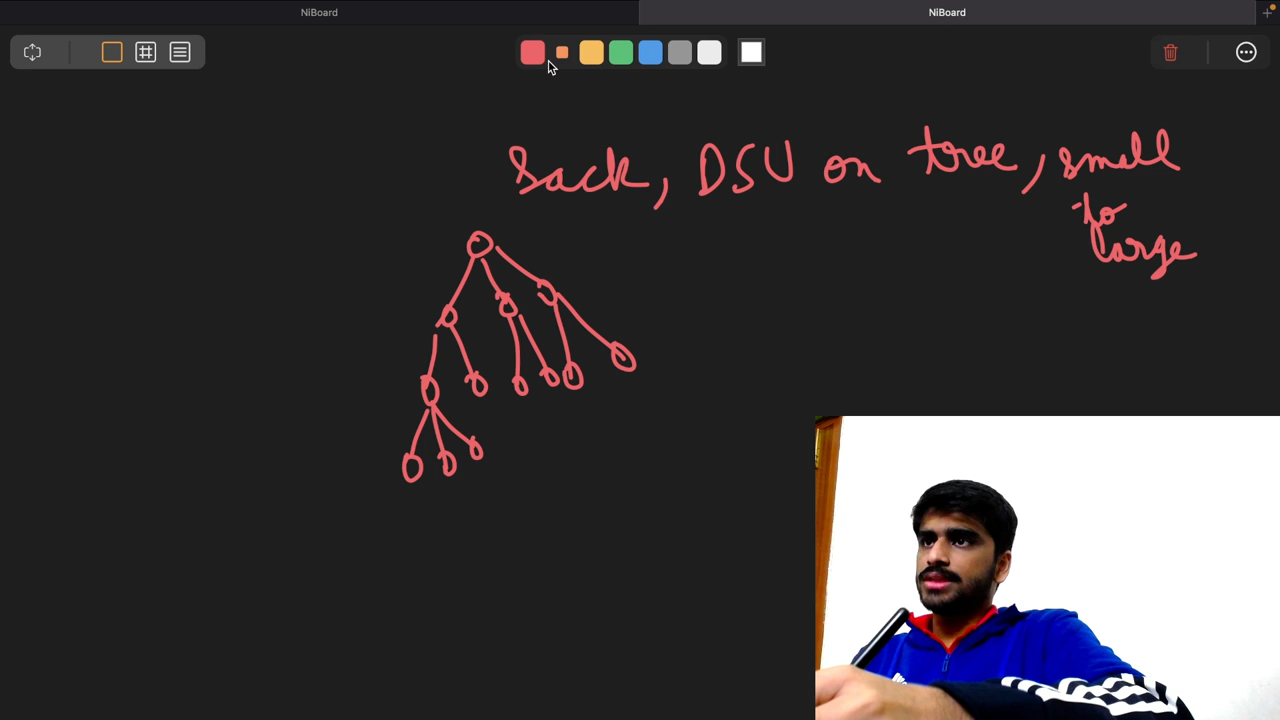 NiBoard
NiBoard
Sack, DSU on tree, small
to
large